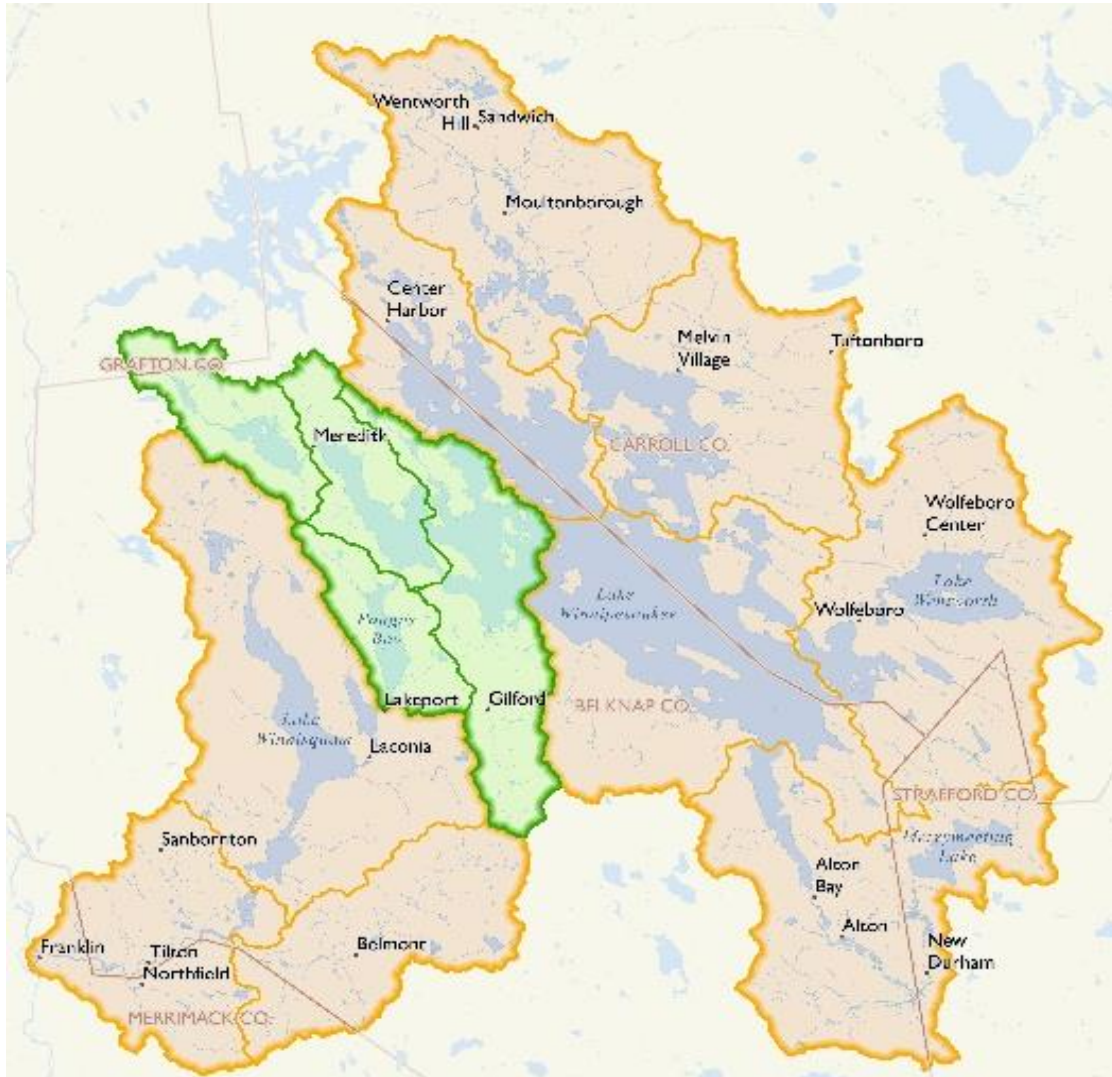 Wentworth
Hill
Sandwich
Moultonborough
Center
Harbor
Melvin
Village
Tuftonboro
GRAFTON CO.
Meredith
CARROLL CO.
Wolfeboro
Center
Lake
Wentworth
Lake
Winnipesaukee
Wolfeboro
Paugus
Bay
Lakeport
Gilford
BELKNAP CO.
Lake
Winnisquam
Laconia
STRAFFORD CO.
Sanbornton
Merrymeeting
Lake
Alton
Bay
Alton
Franklin
Tilton
Northfield
Belmont
New
Durham
MERRIMACK CO.